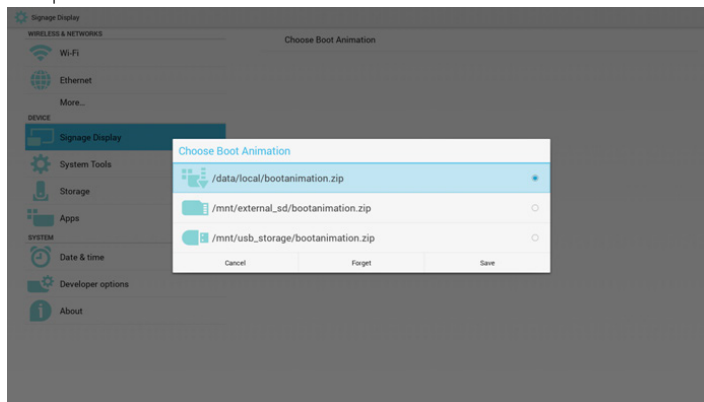 Signage Display
WIRELESS & NETWORKS
Wi-Fi
Ethernet
More...
DEVICE
Signage Display
System Tools
Storage
Apps
SYSTEM
Date & time
Developer options
About
Choose Boot Animation
Choose Boot Animation
/data/local/bootanimation.zip
/mnt/external_sd/bootanimation.zip
/mnt/usb_storage/bootanimation.zip
Cancel Forget Save